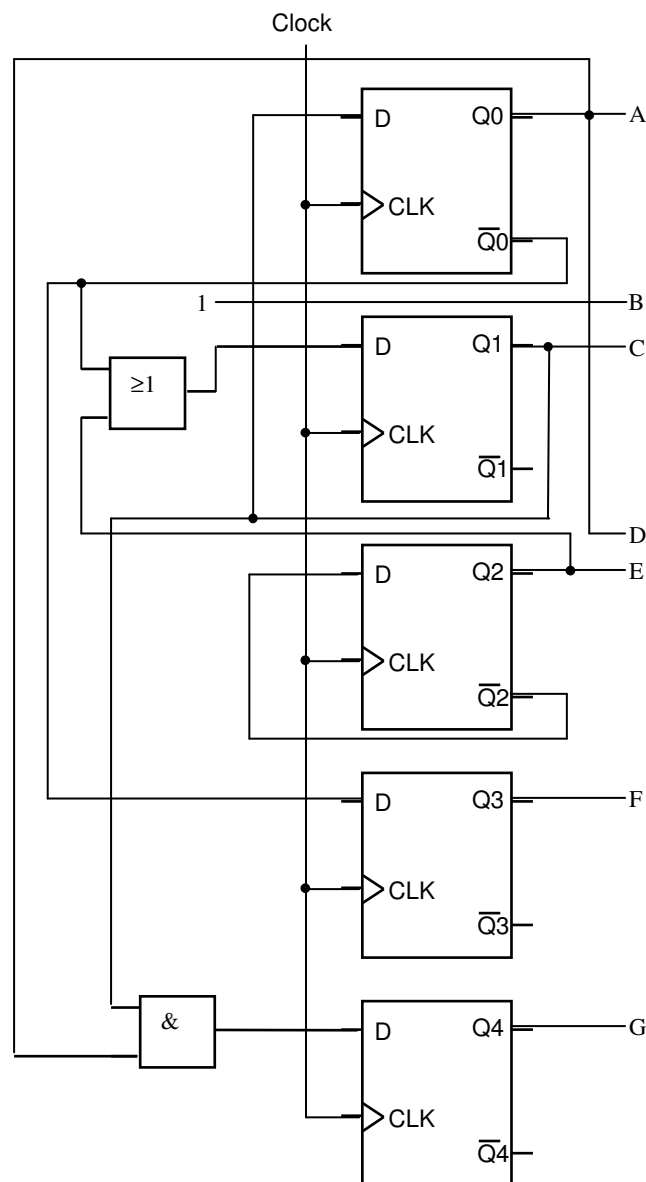 Clock
D Q0 A
CLK
Q̅0̅
1 B
D Q1 C
≥1
CLK
Q̅1
D
D Q2 E
CLK
Q̅2
D Q3 F
CLK
Q̅3
&
D Q4 G
CLK
Q̅4